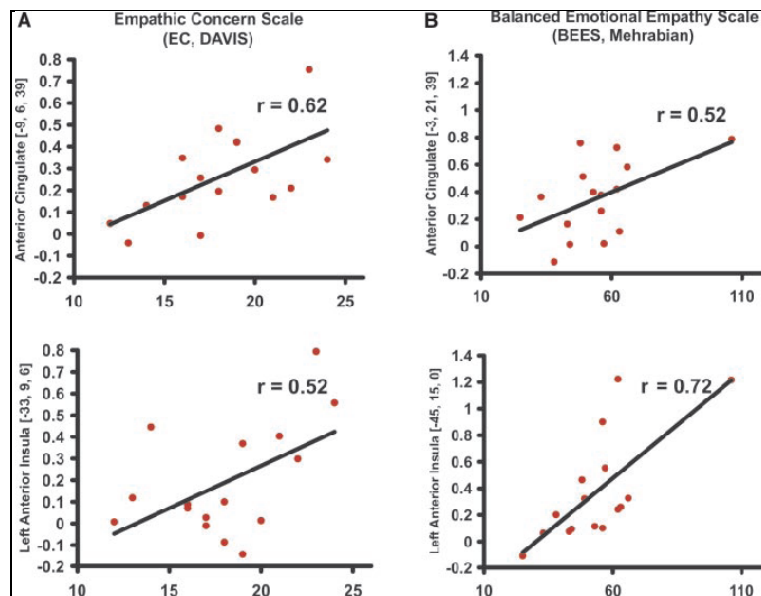 A
Empathic Concern Scale
(EC, DAVIS)
Anterior Cingulate [-9, 6, 39]
0.8
0.7
0.6
0.5
0.4
0.3
0.2
0.1
0
-0.1
-0.2
r = 0.62
10 15 20 25
B
Balanced Emotional Empathy Scale
(BEES, Mehrabian)
Anterior Cingulate [-3, 21, 39]
1.4
1.2
1
0.8
0.6
0.4
0.2
0
-0.2
r = 0.52
10 60 110
Left Anterior Insula [-33, 9, 6]
0.8
0.7
0.6
0.5
0.4
0.3
0.2
0.1
0
-0.1
-0.2
r = 0.52
10 15 20 25
Left Anterior Insula [-45, 15, 0]
1.4
1.2
1
0.8
0.6
0.4
0.2
0
-0.2
r = 0.72
10 60 110